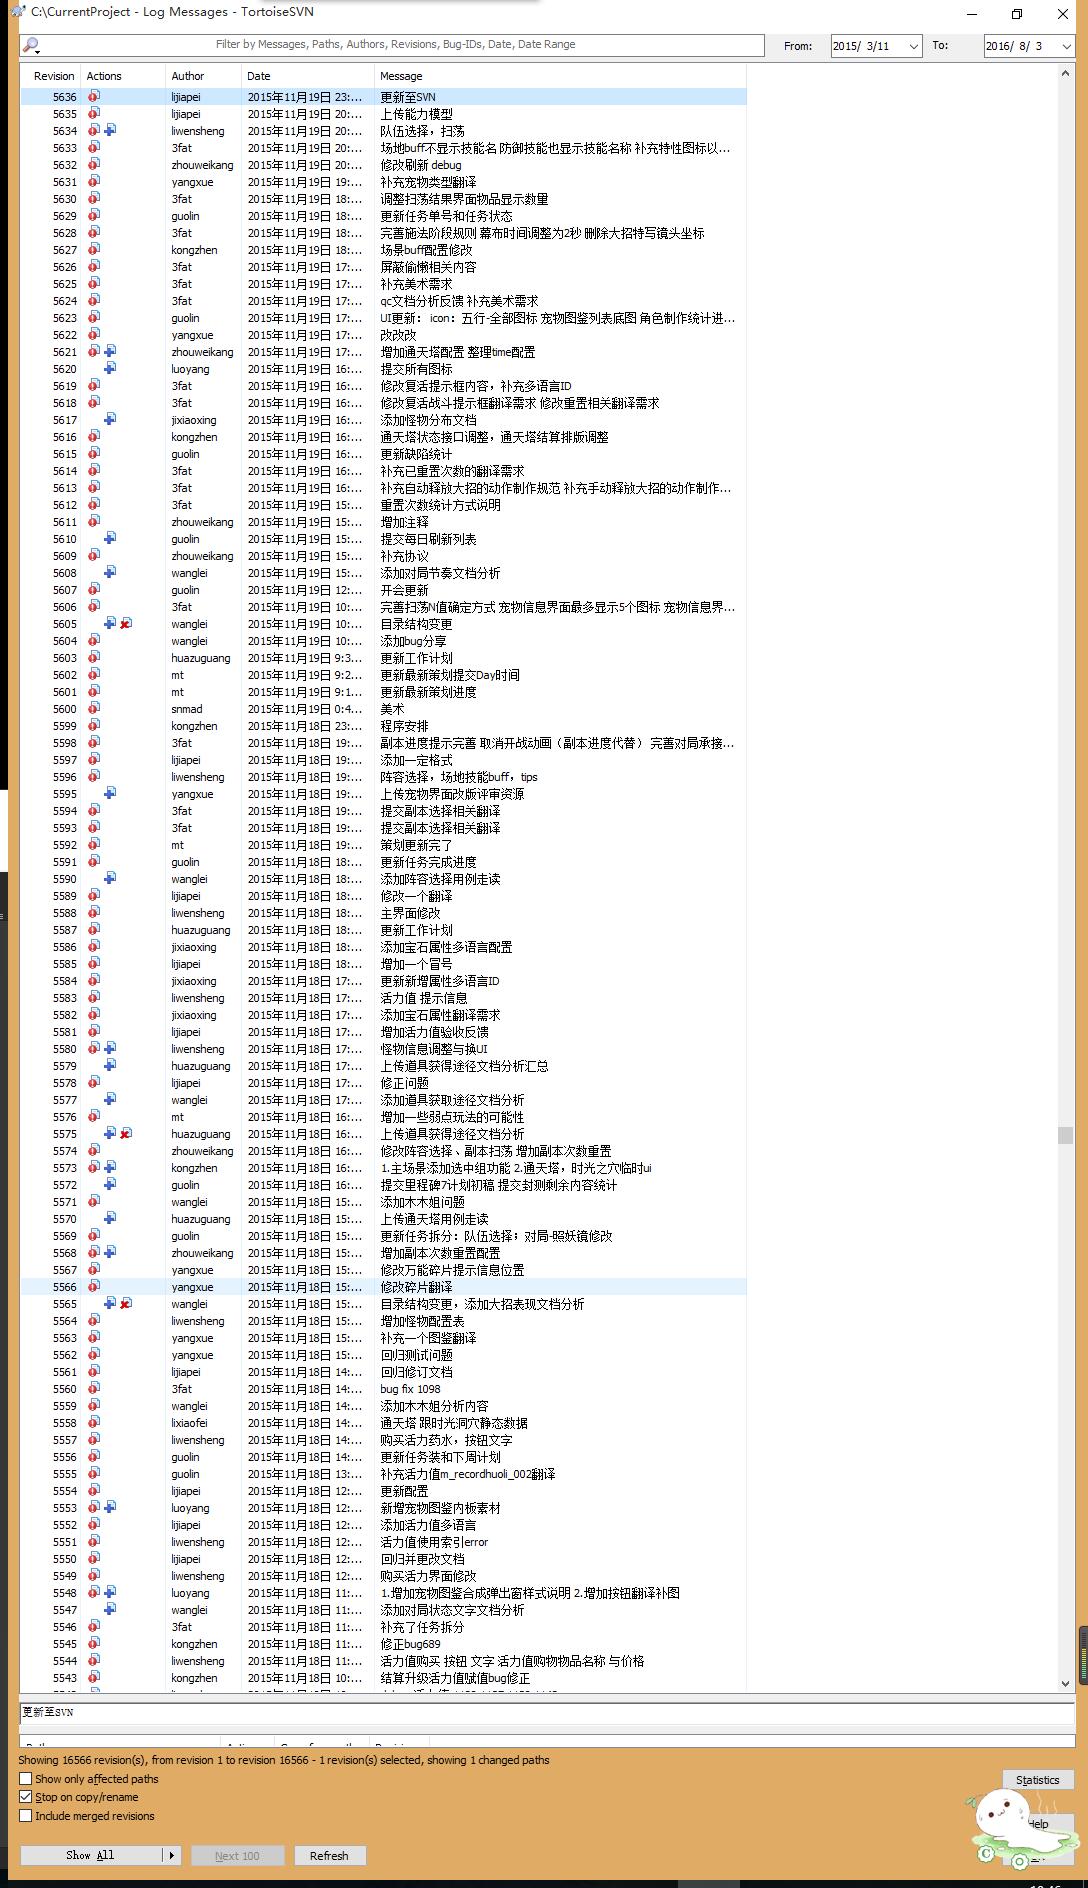 C:\CurrentProject - Log Messages - TortoiseSVN
Filter by Messages, Paths, Authors, Revisions, Bug-IDs, Date, Date Range From: 2015/ 3/11 To: 2016/ 8/ 3
Revision Actions Author Date Message
5636 lijiapei 2015年11月19日 23:... 更新至SVN
5635 lijiapei 2015年11月19日 20:... 上传能力模型
5634 liwensheng 2015年11月19日 20:... 队伍选择，扫荡
5633 3fat 2015年11月19日 20:... 场地buff不显示技能名 防御技能也显示技能名称 补充特性图标以...
5632 zhouweikang 2015年11月19日 20:... 修改刷新 debug
5631 yangxue 2015年11月19日 19:... 补充宠物类型翻译
5630 3fat 2015年11月19日 18:... 调整扫荡结果界面物品显示数量
5629 guolin 2015年11月19日 18:... 更新任务单号和任务状态
5628 3fat 2015年11月19日 18:... 完善施法阶段规则 幕布时间调整为2秒 删除大招特写镜头坐标
5627 kongzhen 2015年11月19日 18:... 场景buff配置修改
5626 3fat 2015年11月19日 17:... 屏蔽偷懒相关内容
5625 3fat 2015年11月19日 17:... 补充美术需求
5624 3fat 2015年11月19日 17:... qc文档分析反馈 补充美术需求
5623 guolin 2015年11月19日 17:... UI更新： icon：五行-全部图标 宠物图鉴列表底图 角色制作统计进...
5622 yangxue 2015年11月19日 17:... 改改改
5621 zhouweikang 2015年11月19日 17:... 增加通天塔配置 整理time配置
5620 luoyang 2015年11月19日 16:... 提交所有图标
5619 3fat 2015年11月19日 16:... 修改复活提示框内容，补充多语言ID
5618 3fat 2015年11月19日 16:... 修改复活战斗提示框翻译需求 修改重置相关翻译需求
5617 jixiaoxing 2015年11月19日 16:... 添加怪物分布文档
5616 kongzhen 2015年11月19日 16:... 通天塔状态接口调整，通天塔结算排版调整
5615 guolin 2015年11月19日 16:... 更新缺陷统计
5614 3fat 2015年11月19日 16:... 补充已重置次数的翻译需求
5613 3fat 2015年11月19日 16:... 补充自动释放大招的动作制作规范 补充手动释放大招的动作制作...
5612 3fat 2015年11月19日 15:... 重置次数统计方式说明
5611 zhouweikang 2015年11月19日 15:... 增加注释
5610 guolin 2015年11月19日 15:... 提交每日刷新列表
5609 zhouweikang 2015年11月19日 15:... 补充协议
5608 wanglei 2015年11月19日 15:... 添加对局节奏文档分析
5607 guolin 2015年11月19日 12:... 开会更新
5606 3fat 2015年11月19日 10:... 完善扫荡N值确定方式 宠物信息界面最多显示5个图标 宠物信息界...
5605 wanglei 2015年11月19日 10:... 目录结构变更
5604 wanglei 2015年11月19日 10:... 添加bug分享
5603 huazuguang 2015年11月19日 9:3... 更新工作计划
5602 mt 2015年11月19日 9:2... 更新最新策划提交Day时间
5601 mt 2015年11月19日 9:1... 更新最新策划进度
5600 snmad 2015年11月19日 0:4... 美术
5599 kongzhen 2015年11月18日 23:... 程序安排
5598 3fat 2015年11月18日 19:... 副本进度提示完善 取消开战动画（副本进度代替） 完善对局承接...
5597 lijiapei 2015年11月18日 19:... 添加一定格式
5596 liwensheng 2015年11月18日 19:... 阵容选择，场地技能buff，tips
5595 yangxue 2015年11月18日 19:... 上传宠物界面改版评审资源
5594 3fat 2015年11月18日 19:... 提交副本选择相关翻译
5593 3fat 2015年11月18日 19:... 提交副本选择相关翻译
5592 mt 2015年11月18日 19:... 策划更新完了
5591 guolin 2015年11月18日 18:... 更新任务完成进度
5590 wanglei 2015年11月18日 18:... 添加阵容选择用例走读
5589 lijiapei 2015年11月18日 18:... 修改一个翻译
5588 liwensheng 2015年11月18日 18:... 主界面修改
5587 huazuguang 2015年11月18日 18:... 更新工作计划
5586 jixiaoxing 2015年11月18日 18:... 添加宝石属性多语言配置
5585 lijiapei 2015年11月18日 18:... 增加一个冒号
5584 jixiaoxing 2015年11月18日 17:... 更新新增属性多语言ID
5583 liwensheng 2015年11月18日 17:... 活力值 提示信息
5582 jixiaoxing 2015年11月18日 17:... 添加宝石属性翻译需求
5581 lijiapei 2015年11月18日 17:... 增加活力值验收反馈
5580 liwensheng 2015年11月18日 17:... 怪物信息调整与换UI
5579 huazuguang 2015年11月18日 17:... 上传道具获得途径文档分析汇总
5578 lijiapei 2015年11月18日 17:... 修正问题
5577 wanglei 2015年11月18日 17:... 添加道具获取途径文档分析
5576 mt 2015年11月18日 16:... 增加一些弱点玩法的可能性
5575 huazuguang 2015年11月18日 16:... 上传道具获得途径文档分析
5574 zhouweikang 2015年11月18日 16:... 修改阵容选择、副本扫荡 增加副本次数重置
5573 kongzhen 2015年11月18日 16:... 1.主场景添加选中组功能 2.通天塔，时光之穴临时ui
5572 guolin 2015年11月18日 16:... 提交里程碑7计划初稿 提交封测剩余内容统计
5571 wanglei 2015年11月18日 15:... 添加木木姐问题
5570 huazuguang 2015年11月18日 15:... 上传通天塔用例走读
5569 guolin 2015年11月18日 15:... 更新任务拆分：队伍选择；对局-照妖镜修改
5568 zhouweikang 2015年11月18日 15:... 增加副本次数重置配置
5567 yangxue 2015年11月18日 15:... 修改万能碎片提示信息位置
5566 yangxue 2015年11月18日 15:... 修改碎片翻译
5565 wanglei 2015年11月18日 15:... 目录结构变更，添加大招表现文档分析
5564 liwensheng 2015年11月18日 15:... 增加怪物配置表
5563 yangxue 2015年11月18日 15:... 补充一个图鉴翻译
5562 yangxue 2015年11月18日 15:... 回归测试问题
5561 lijiapei 2015年11月18日 14:... 回归修订文档
5560 3fat 2015年11月18日 14:... bug fix 1098
5559 wanglei 2015年11月18日 14:... 添加木木姐分析内容
5558 lixiaofei 2015年11月18日 14:... 通天塔 跟时光洞穴静态数据
5557 liwensheng 2015年11月18日 14:... 购买活力药水，按钮文字
5556 guolin 2015年11月18日 14:... 更新任务装和下周计划
5555 guolin 2015年11月18日 13:... 补充活力值m_recordhuoli_002翻译
5554 lijiapei 2015年11月18日 12:... 更新配置
5553 luoyang 2015年11月18日 12:... 新增宠物图鉴内板素材
5552 lijiapei 2015年11月18日 12:... 添加活力值多语言
5551 liwensheng 2015年11月18日 12:... 活力值使用索引error
5550 lijiapei 2015年11月18日 12:... 回归并更改文档
5549 liwensheng 2015年11月18日 12:... 购买活力界面修改
5548 luoyang 2015年11月18日 11:... 1.增加宠物图鉴合成弹出窗样式说明 2.增加按钮翻译补图
5547 wanglei 2015年11月18日 11:... 添加对局状态文字文档分析
5546 3fat 2015年11月18日 11:... 补充了任务拆分
5545 kongzhen 2015年11月18日 11:... 修正bug689
5544 liwensheng 2015年11月18日 11:... 活力值购买 按钮 文字 活力值购物物品名称 与价格
5543 kongzhen 2015年11月18日 10:... 结算升级活力值赋值bug修正
更新至SVN
Showing 16566 revision(s), from revision 1 to revision 16566 - 1 revision(s) selected, showing 1 changed paths
Show only affected paths Statistics
Stop on copy/rename
Include merged revisions Help
Show All Next 100 Refresh